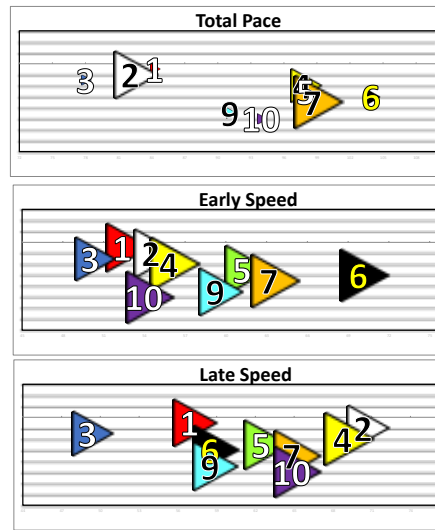 Total Pace
3 2 1 9 10 4 5 7 6
Early Speed
3 1 2 4 10 9 5 7 6
Late Speed
3 1 6 9 5 7 10 4 2